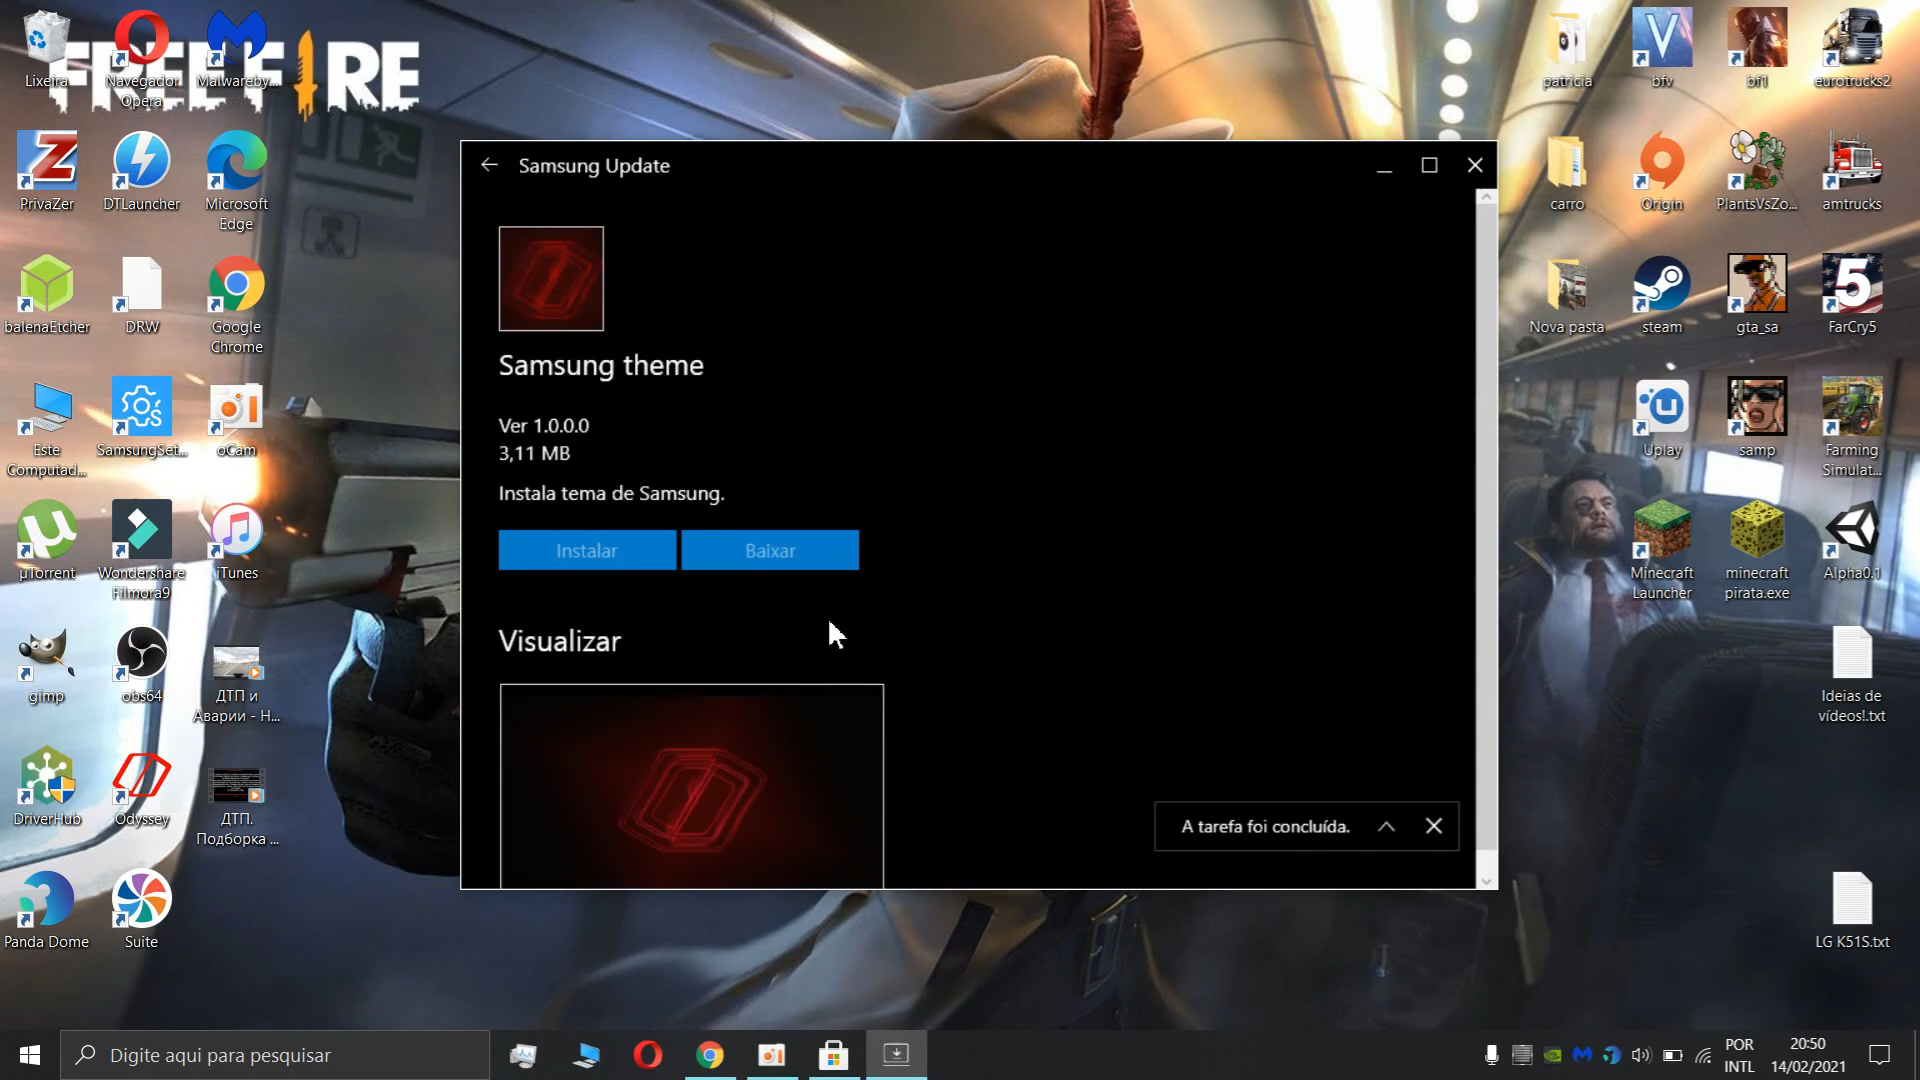 FREE FIRE
Lixeira
Navegador
Opera
Malwareby...
PrivaZer
DTLauncher
Microsoft
Edge
balenaEtcher
DRW
Google
Chrome
Este
Computad...
SamsungSet...
oCam
µTorrent
Wondershare
Filmora9
iTunes
gimp
obs64
ДТП и
Аварии - Н...
DriverHub
Odyssey
ДТП.
Подборка ...
Panda Dome
Suite
Samsung Update
Samsung theme
Ver 1.0.0.0
3,11 MB
Instala tema de Samsung.
Instalar
Baixar
Visualizar
A tarefa foi concluída.
patricia
bfv
bf1
eurotrucks2
carro
Origin
PlantsVsZo...
amtrucks
Nova pasta
steam
gta_sa
5
FarCry5
Uplay
samp
Farming
Simulat...
Minecraft
Launcher
minecraft
pirata.exe
Alpha0.1
Ideias de
vídeos!.txt
LG K51S.txt
Digite aqui para pesquisar
POR
INTL
20:50
14/02/2021